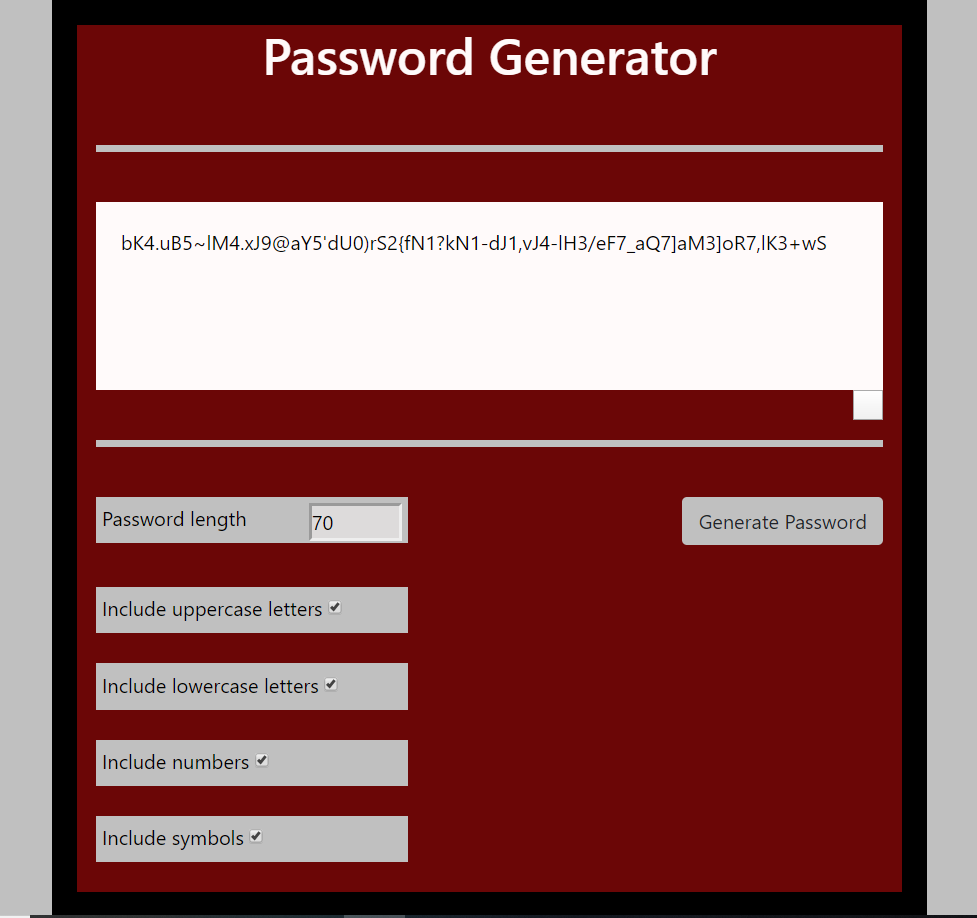 Password Generator
bK4.uB5~lM4.xJ9@aY5'dU0)rS2{fN1?kN1-dJ1,vJ4-lH3/eF7_aQ7]aM3]oR7,lK3+wS
Password length 70
Generate Password
Include uppercase letters
Include lowercase letters
Include numbers
Include symbols